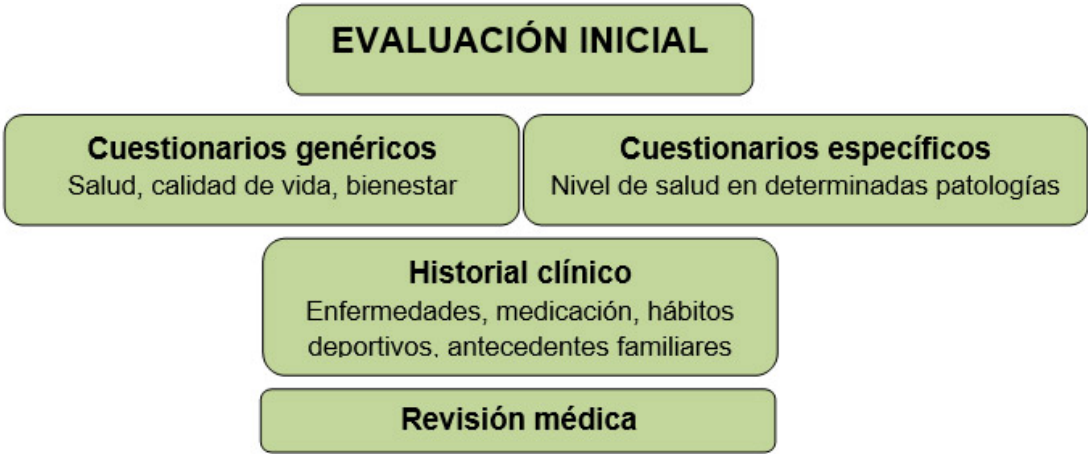 EVALUACIÓN INICIAL
Cuestionarios genéricos
Salud, calidad de vida, bienestar
Cuestionarios específicos
Nivel de salud en determinadas patologías
Historial clínico
Enfermedades, medicación, hábitos
deportivos, antecedentes familiares
Revisión médica